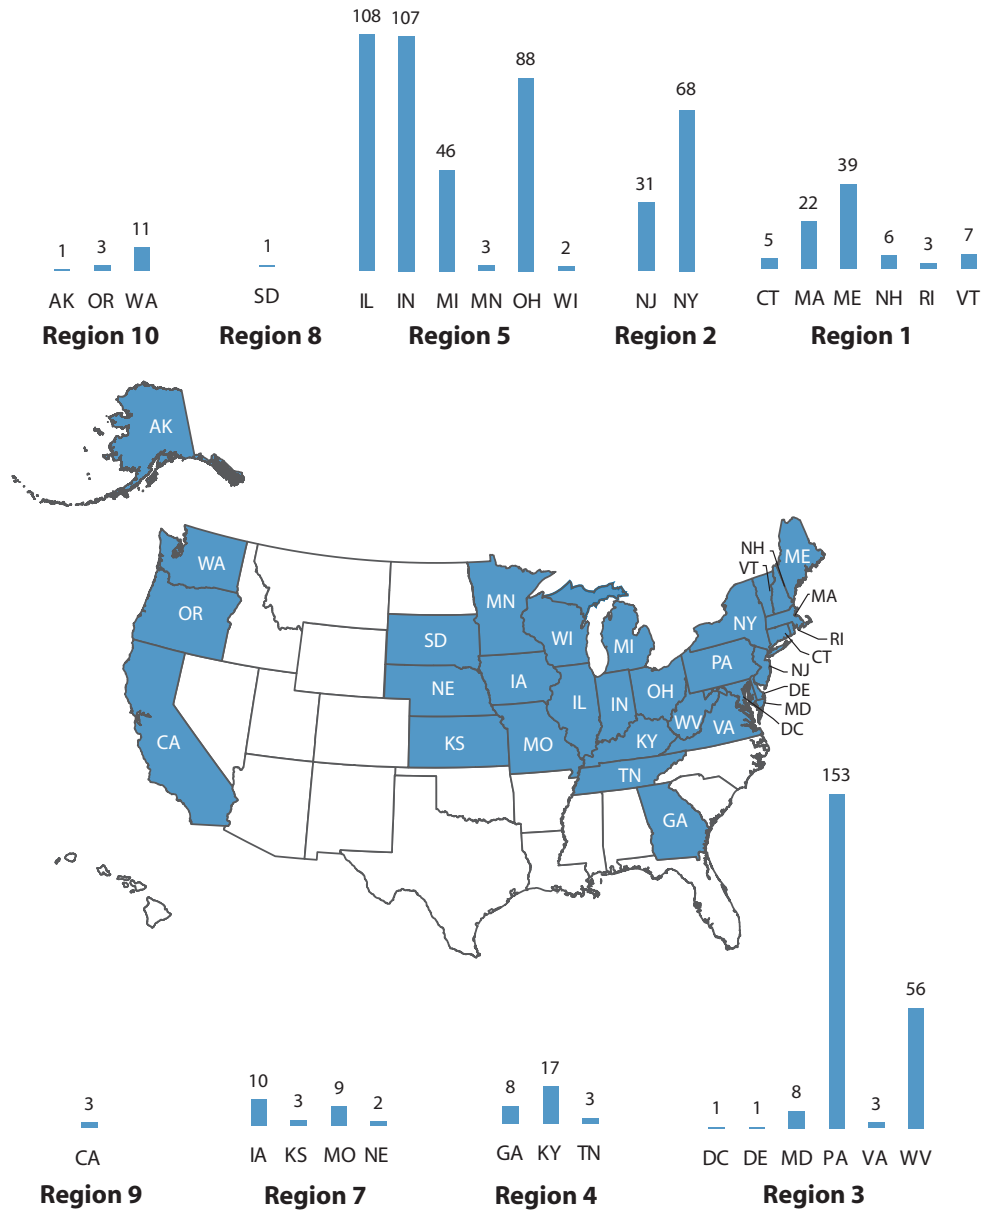 108 107
88
68
46
39
31
22
11
1 3
1
3
2
5
6 3 7
AK OR WA
SD
IL IN MI MN OH WI
NJ NY
CT MA ME NH RI VT
Region 10
Region 8
Region 5
Region 2
Region 1
AK
ME
NH
VT
WA
MA
MN
OR
NY
RI
WI
SD
MI
CT
PA
NJ
IA
NE
OH
DE
IL
IN
MD
WV
VA
DC
CA
KS
MO
KY
TN
153
GA
56
17
10
9
8
8
3
3
2
3
1 1
3
CA
IA KS MO NE
GA KY TN
DC DE MD PA VA WV
Region 9
Region 7
Region 4
Region 3